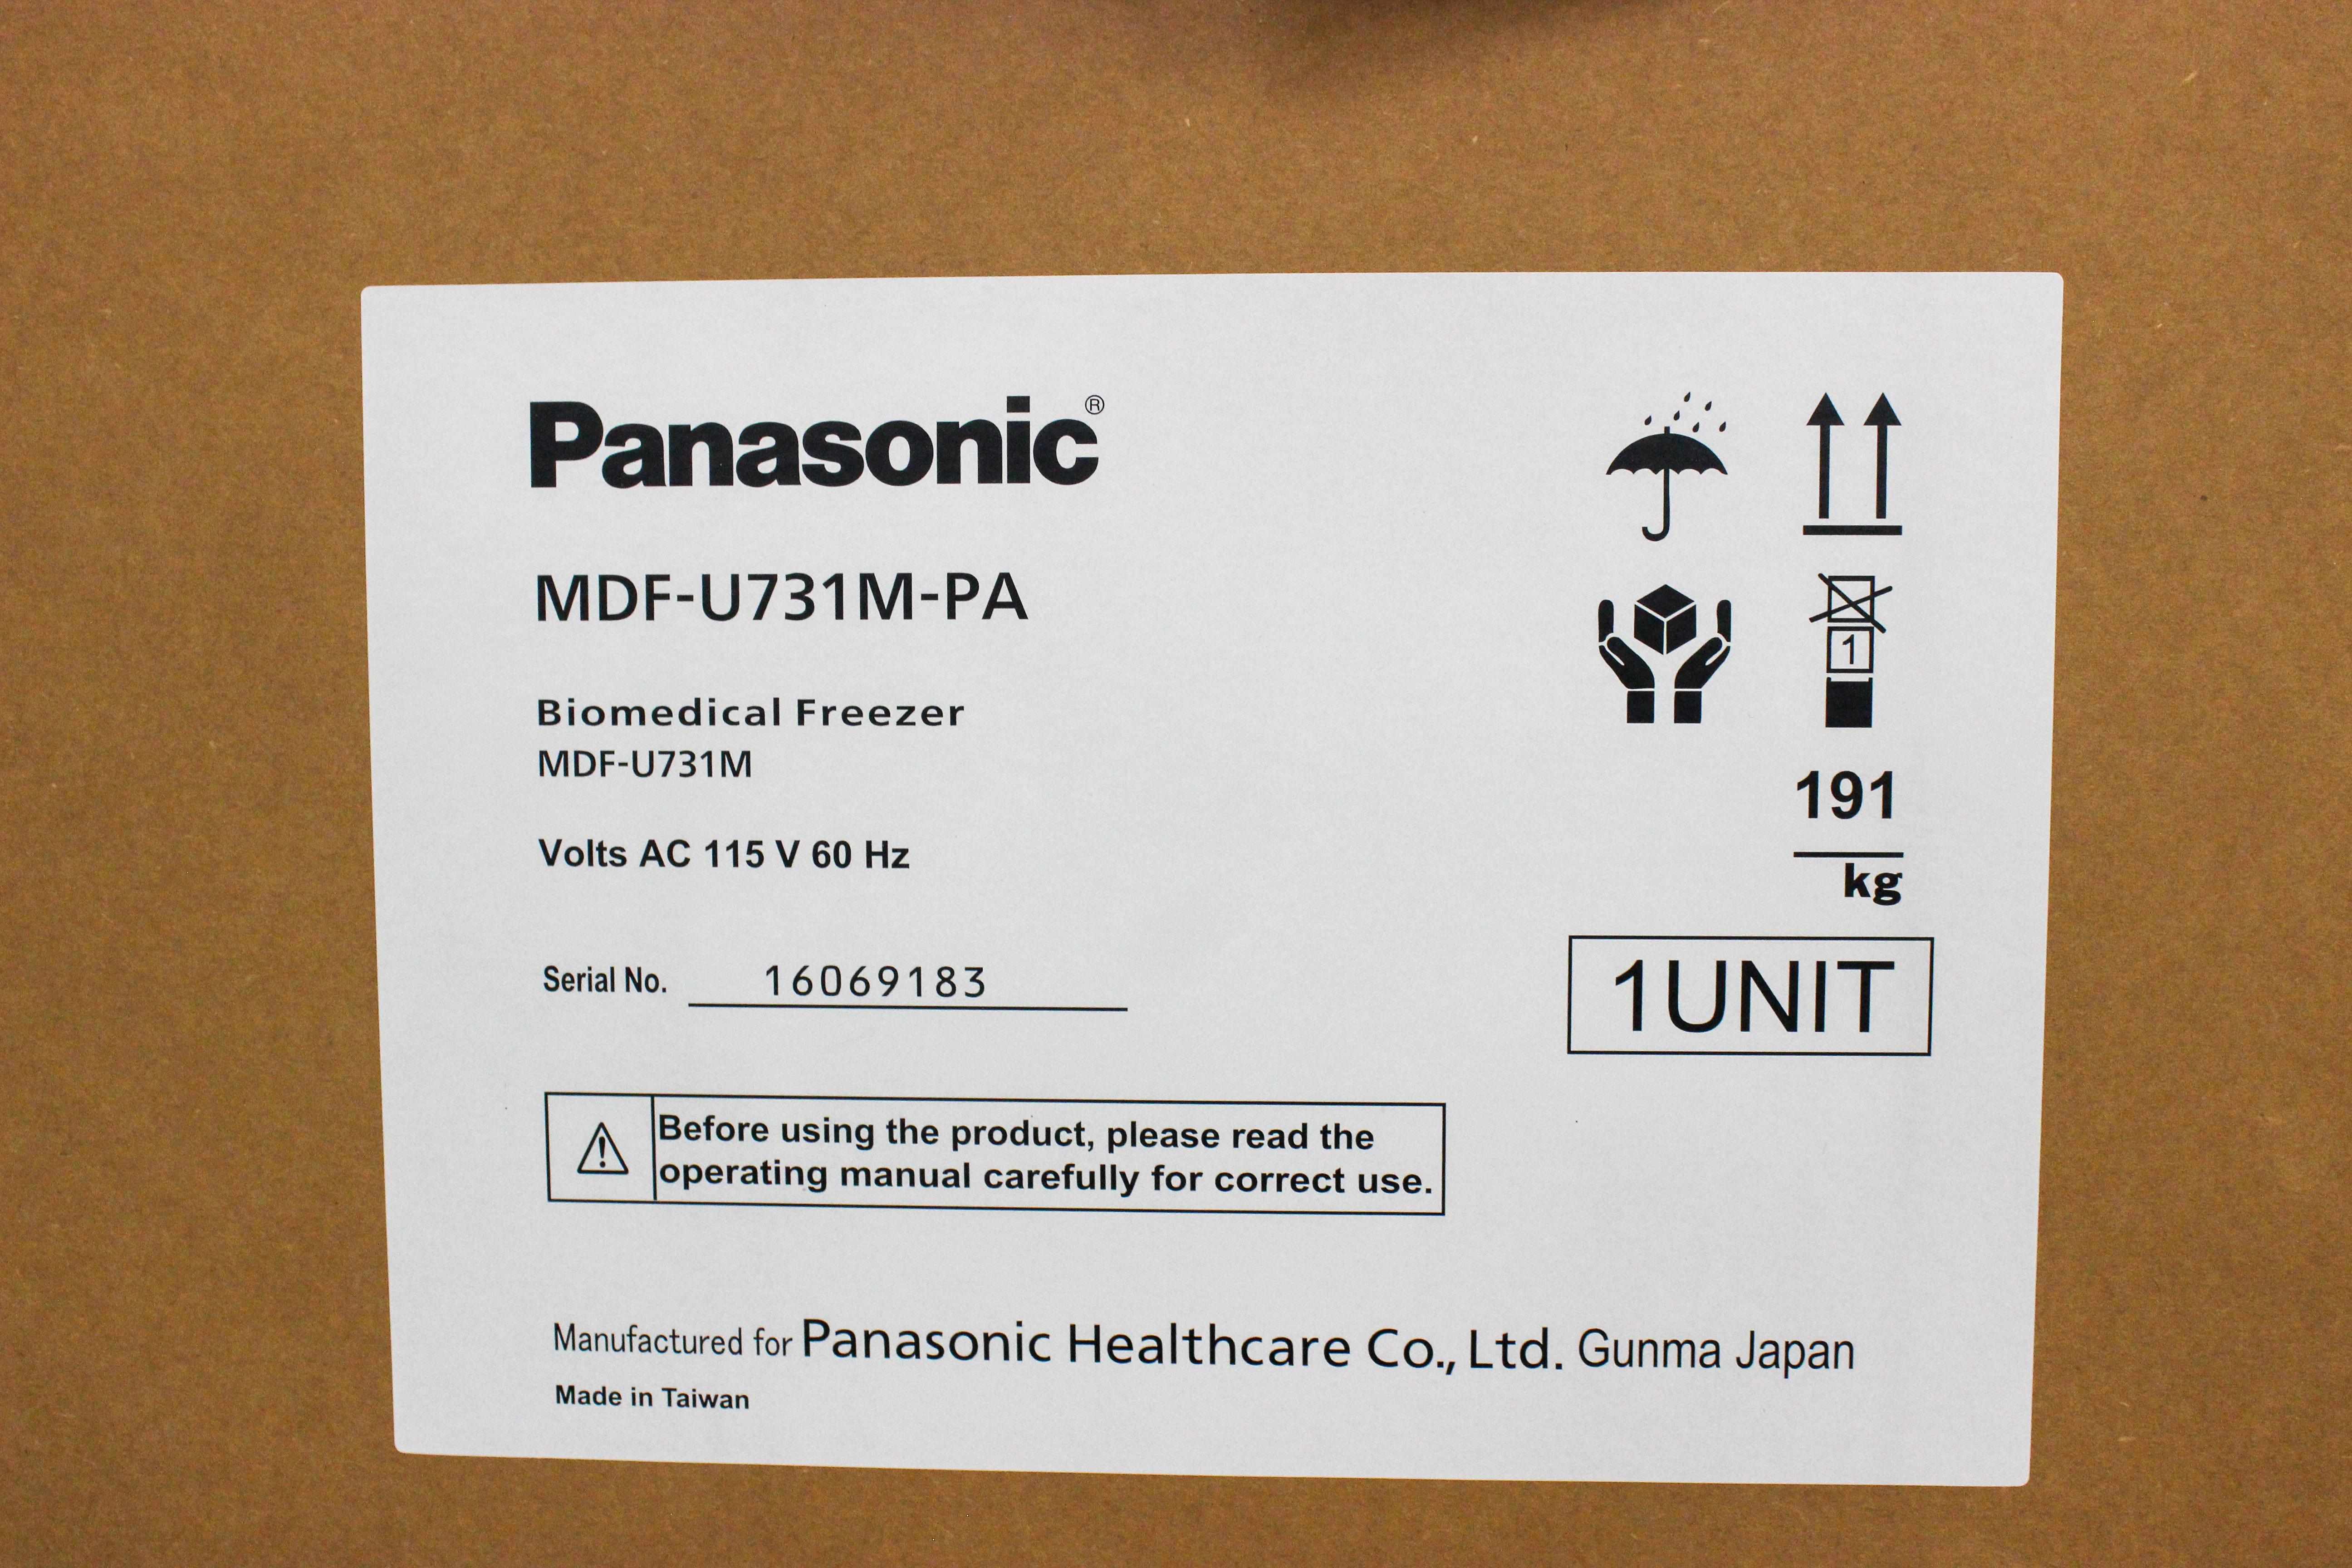 Panasonic®
MDF-U731M-PA
Biomedical Freezer
MDF-U731M
Volts AC 115 V 60 Hz
Serial No. 16069183
Before using the product, please read the
operating manual carefully for correct use.
Manufactured for Panasonic Healthcare Co., Ltd. Gunma Japan
Made in Taiwan
1
191
kg
1UNIT